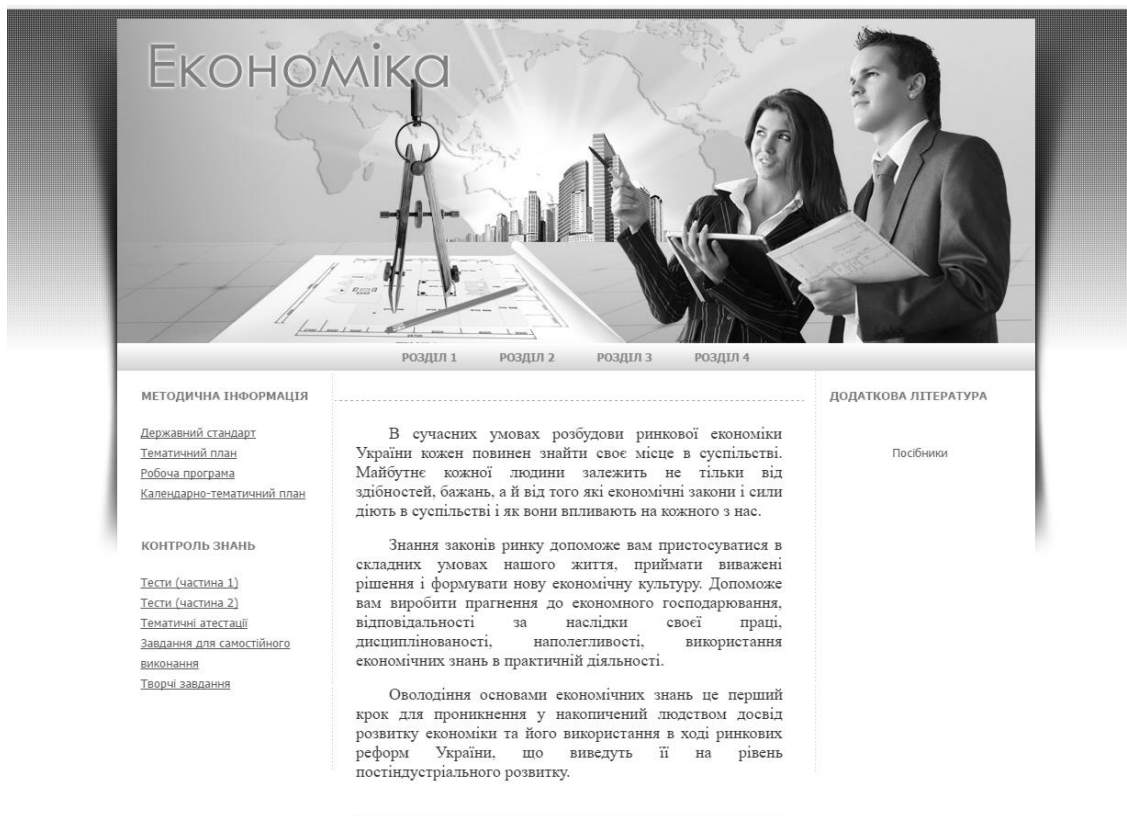 Економіка
РОЗДІЛ 1 РОЗДІЛ 2 РОЗДІЛ 3 РОЗДІЛ 4
МЕТОДИЧНА ІНФОРМАЦІЯ
Державний стандарт
Тематичний план
Робоча програма
Календарно-тематичний план
КОНТРОЛЬ ЗНАНЬ
Тести (частина 1)
Тести (частина 2)
Тематичні атестації
Завдання для самостійного
виконання
Творчі завдання
В сучасних умовах розбудови ринкової економіки
України кожен повинен знайти своє місце в суспільстві.
Майбутнє кожної людини залежить не тільки від
здібностей, бажань, а й від того які економічні закони і сили
діють в суспільстві і як вони впливають на кожного з нас.
Знання законів ринку допоможе вам пристосуватися в
складних умовах нашого життя, приймати виважені
рішення і формувати нову економічну культуру. Допоможе
вам виробити прагнення до економного господарювання,
відповідальності за наслідки своєї праці,
дисциплінованості, наполегливості, використання
економічних знань в практичній діяльності.
Оволодіння основами економічних знань це перший
крок для проникнення у накопичений людством досвід
розвитку економіки та його використання в ході ринкових
реформ України, що виведуть її на рівень
постіндустріального розвитку.
ДОДАТКОВА ЛІТЕРАТУРА
Посібники